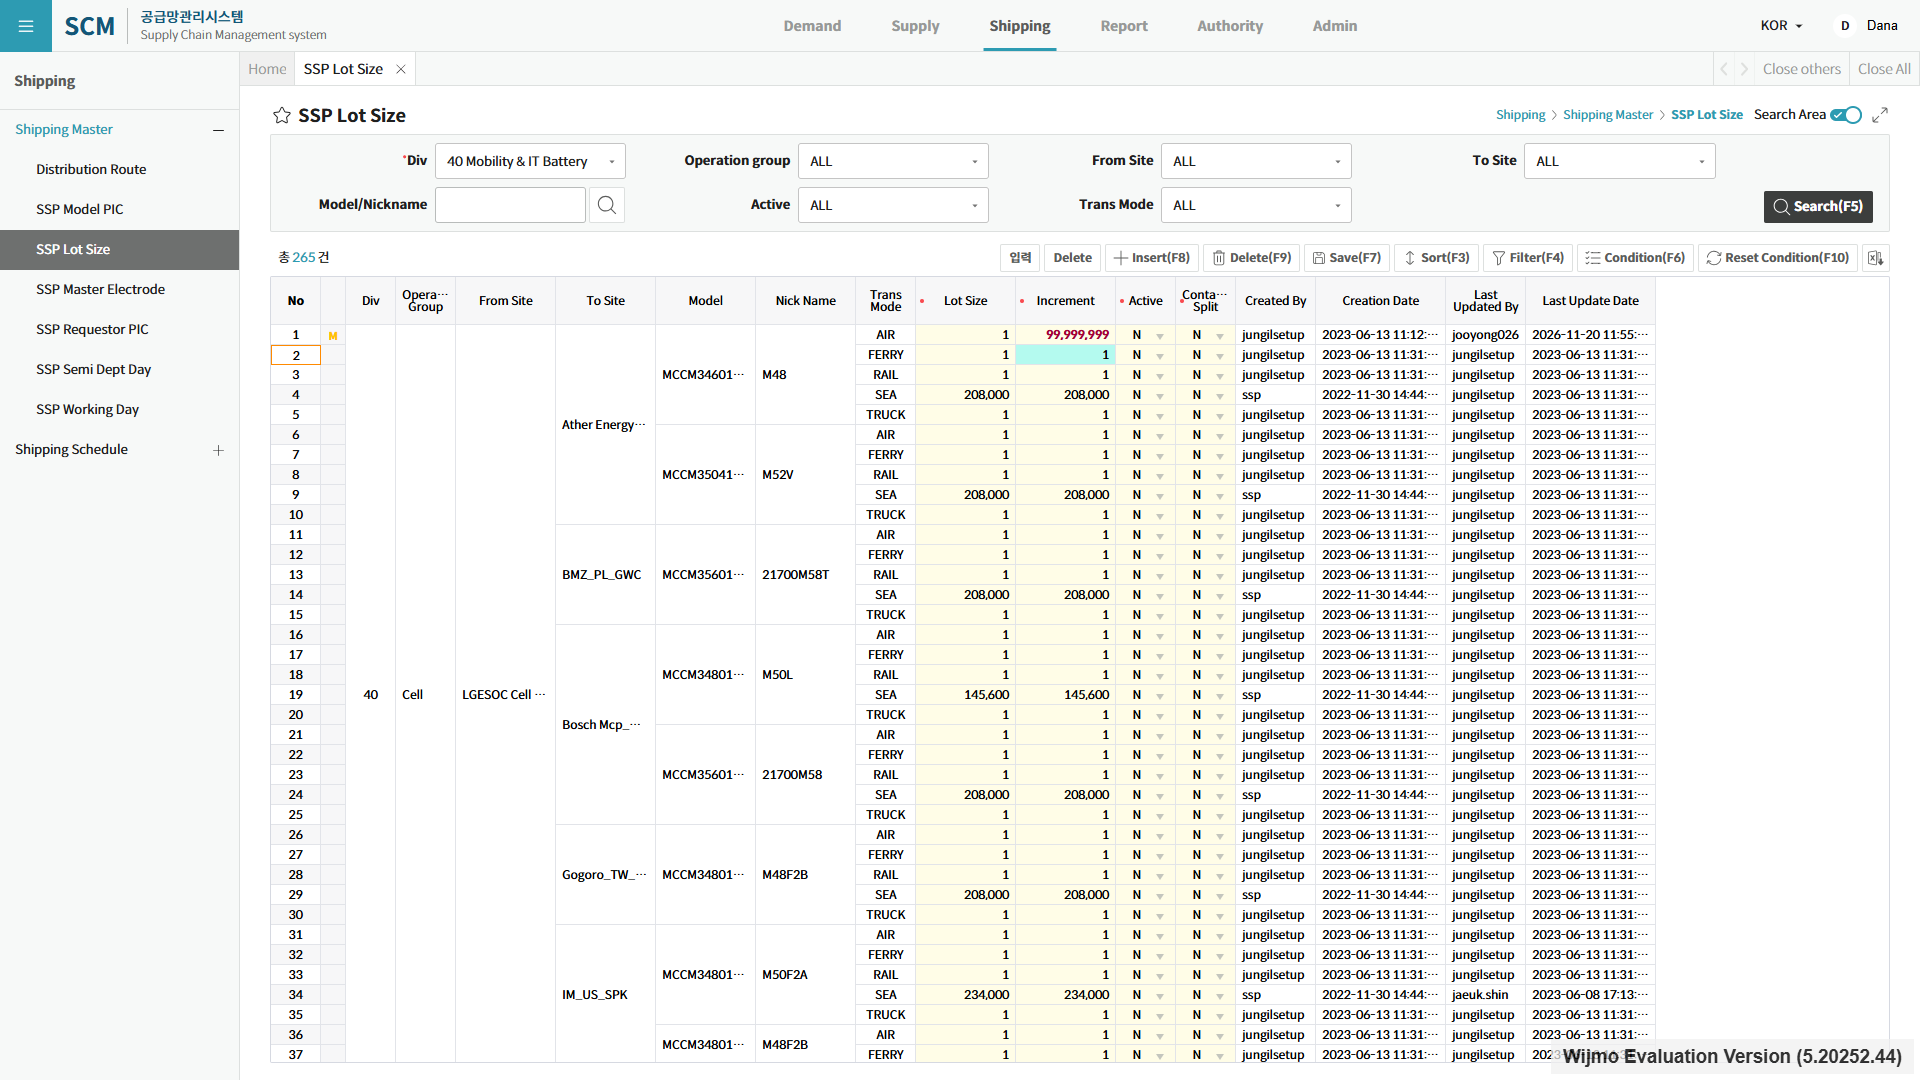 SCM 공급망관리시스템 Supply Chain Management system
Demand Supply Shipping Report Authority Admin
KOR D Dana
Shipping
Home SSP Lot Size Close others Close All
Shipping Master
Distribution Route
SSP Model PIC
SSP Lot Size
SSP Master Electrode
SSP Requestor PIC
SSP Semi Dept Day
SSP Working Day
Shipping Schedule
SSP Lot Size
Shipping > Shipping Master > SSP Lot Size Search Area
*Div 40 Mobility & IT Battery Operation group ALL From Site ALL To Site ALL
Model/Nickname Active ALL Trans Mode ALL Search(F5)
총 265 건
입력 Delete Insert(F8) Delete(F9) Save(F7) Sort(F3) Filter(F4) Condition(F6) Reset Condition(F10)
No Div Opera··· Group From Site To Site Model Nick Name Trans Mode Lot Size Increment Active Conta··· Split Created By Creation Date Last Updated By Last Update Date
1 M AIR 1 99,999,999 N N jungilsetup 2023-06-13 11:12:··· jooyong026 2026-11-20 11:55:···
2 FERRY 1 1 N N jungilsetup 2023-06-13 11:31:··· jungilsetup 2023-06-13 11:31:···
3 MCCM34601··· M48 RAIL 1 1 N N jungilsetup 2023-06-13 11:31:··· jungilsetup 2023-06-13 11:31:···
4 SEA 208,000 208,000 N N ssp 2022-11-30 14:44:··· jungilsetup 2023-06-13 11:31:···
5 TRUCK 1 1 N N jungilsetup 2023-06-13 11:31:··· jungilsetup 2023-06-13 11:31:···
Ather Energy···
6 AIR 1 1 N N jungilsetup 2023-06-13 11:31:··· jungilsetup 2023-06-13 11:31:···
7 FERRY 1 1 N N jungilsetup 2023-06-13 11:31:··· jungilsetup 2023-06-13 11:31:···
8 MCCM35041··· M52V RAIL 1 1 N N jungilsetup 2023-06-13 11:31:··· jungilsetup 2023-06-13 11:31:···
9 SEA 208,000 208,000 N N ssp 2022-11-30 14:44:··· jungilsetup 2023-06-13 11:31:···
10 TRUCK 1 1 N N jungilsetup 2023-06-13 11:31:··· jungilsetup 2023-06-13 11:31:···
11 AIR 1 1 N N jungilsetup 2023-06-13 11:31:··· jungilsetup 2023-06-13 11:31:···
12 FERRY 1 1 N N jungilsetup 2023-06-13 11:31:··· jungilsetup 2023-06-13 11:31:···
13 BMZ_PL_GWC MCCM35601··· 21700M58T RAIL 1 1 N N jungilsetup 2023-06-13 11:31:··· jungilsetup 2023-06-13 11:31:···
14 SEA 208,000 208,000 N N ssp 2022-11-30 14:44:··· jungilsetup 2023-06-13 11:31:···
15 TRUCK 1 1 N N jungilsetup 2023-06-13 11:31:··· jungilsetup 2023-06-13 11:31:···
16 AIR 1 1 N N jungilsetup 2023-06-13 11:31:··· jungilsetup 2023-06-13 11:31:···
17 FERRY 1 1 N N jungilsetup 2023-06-13 11:31:··· jungilsetup 2023-06-13 11:31:···
18 MCCM34801··· M50L RAIL 1 1 N N jungilsetup 2023-06-13 11:31:··· jungilsetup 2023-06-13 11:31:···
19 40 Cell LGESOC Cell ··· SEA 145,600 145,600 N N ssp 2022-11-30 14:44:··· jungilsetup 2023-06-13 11:31:···
20 TRUCK 1 1 N N jungilsetup 2023-06-13 11:31:··· jungilsetup 2023-06-13 11:31:···
Bosch Mcp_···
21 AIR 1 1 N N jungilsetup 2023-06-13 11:31:··· jungilsetup 2023-06-13 11:31:···
22 FERRY 1 1 N N jungilsetup 2023-06-13 11:31:··· jungilsetup 2023-06-13 11:31:···
23 MCCM35601··· 21700M58 RAIL 1 1 N N jungilsetup 2023-06-13 11:31:··· jungilsetup 2023-06-13 11:31:···
24 SEA 208,000 208,000 N N ssp 2022-11-30 14:44:··· jungilsetup 2023-06-13 11:31:···
25 TRUCK 1 1 N N jungilsetup 2023-06-13 11:31:··· jungilsetup 2023-06-13 11:31:···
26 AIR 1 1 N N jungilsetup 2023-06-13 11:31:··· jungilsetup 2023-06-13 11:31:···
27 FERRY 1 1 N N jungilsetup 2023-06-13 11:31:··· jungilsetup 2023-06-13 11:31:···
28 Gogoro_TW_··· MCCM34801··· M48F2B RAIL 1 1 N N jungilsetup 2023-06-13 11:31:··· jungilsetup 2023-06-13 11:31:···
29 SEA 208,000 208,000 N N ssp 2022-11-30 14:44:··· jungilsetup 2023-06-13 11:31:···
30 TRUCK 1 1 N N jungilsetup 2023-06-13 11:31:··· jungilsetup 2023-06-13 11:31:···
31 AIR 1 1 N N jungilsetup 2023-06-13 11:31:··· jungilsetup 2023-06-13 11:31:···
32 FERRY 1 1 N N jungilsetup 2023-06-13 11:31:··· jungilsetup 2023-06-13 11:31:···
33 MCCM34801··· M50F2A RAIL 1 1 N N jungilsetup 2023-06-13 11:31:··· jungilsetup 2023-06-13 11:31:···
34 IM_US_SPK SEA 234,000 234,000 N N ssp 2022-11-30 14:44:··· jaeuk.shin 2023-06-08 17:13:···
35 TRUCK 1 1 N N jungilsetup 2023-06-13 11:31:··· jungilsetup 2023-06-13 11:31:···
36 AIR 1 1 N N jungilsetup 2023-06-13 11:31:··· jungilsetup 2023-06-13 11:31:···
MCCM34801··· M48F2B
37 FERRY 1 1 N N jungilsetup 2023-06-13 11:31:··· jungilsetup
Wijmo Evaluation Version (5.20252.44)